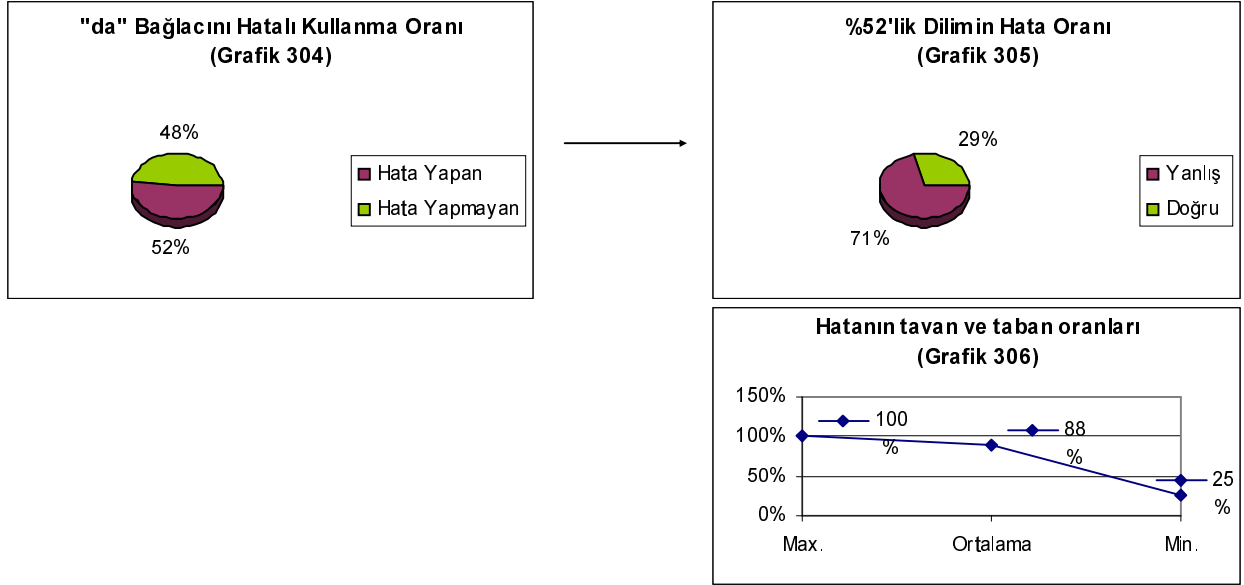 "da" Bağlacını Hatalı Kullanma Oranı
(Grafik 304)
48%
52%
Hata Yapan
Hata Yapmayan
%52'lik Dilimin Hata Oranı
(Grafik 305)
29%
71%
Yanlış
Doğru
Hatanın tavan ve taban oranları
(Grafik 306)
150%
100%
50%
0%
100
%
88
%
25
%
Max.
Ortalama
Min.